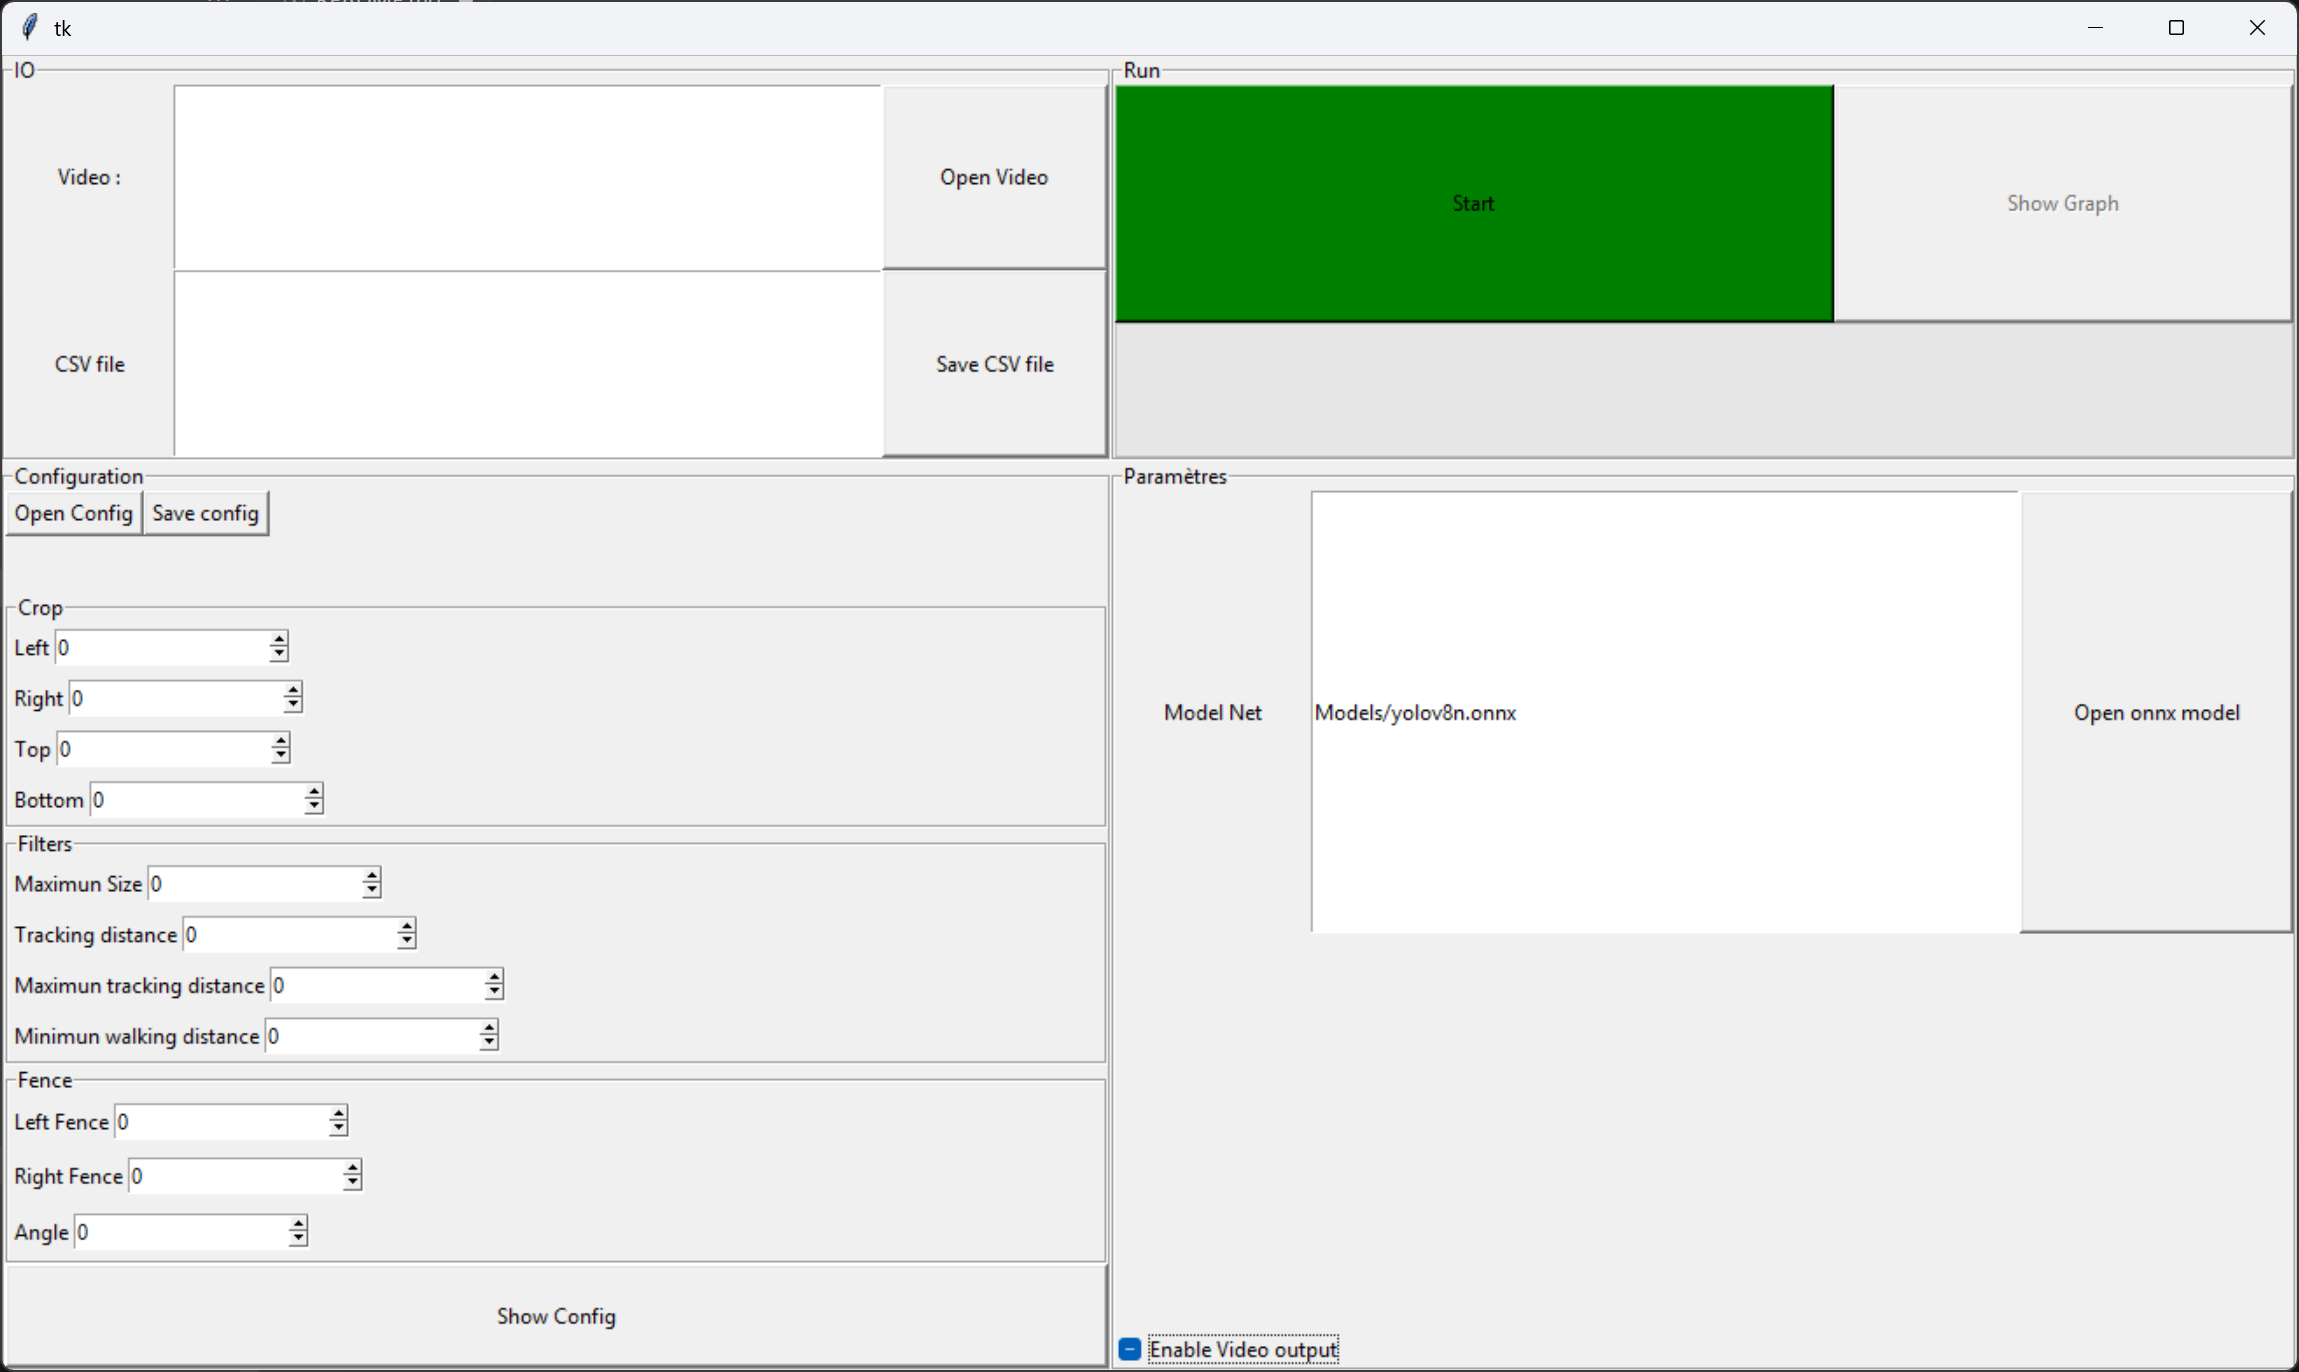 tk
IO
Video :
Open Video
CSV file
Save CSV file
Run
Start
Show Graph
Configuration
Open Config
Save config
Crop
Left 0
Right 0
Top 0
Bottom 0
Filters
Maximun Size 0
Tracking distance 0
Maximun tracking distance 0
Minimun walking distance 0
Fence
Left Fence 0
Right Fence 0
Angle 0
Show Config
Paramètres
Model Net
Models/yolov8n.onnx
Open onnx model
Enable Video output